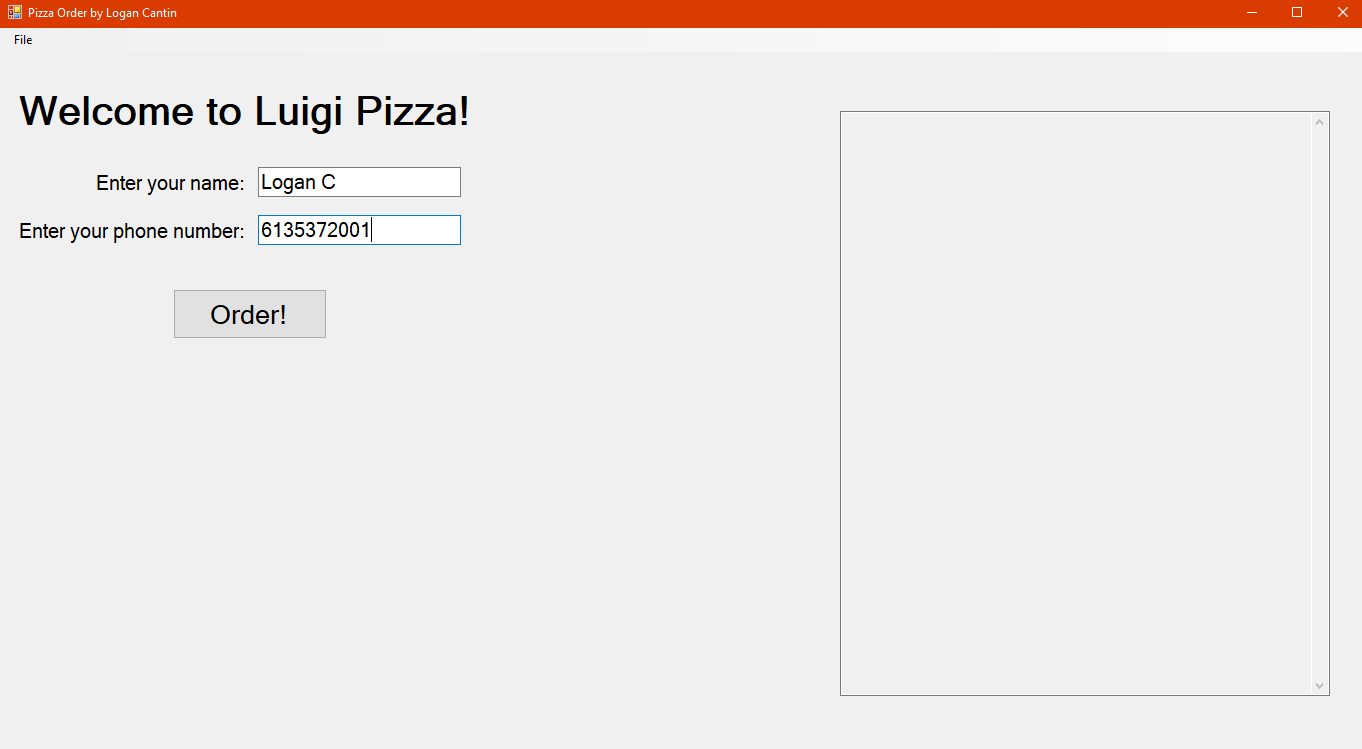 Pizza Order by Logan Cantin
File
Welcome to Luigi Pizza!
Enter your name: Logan C
Enter your phone number: 6135372001
Order!